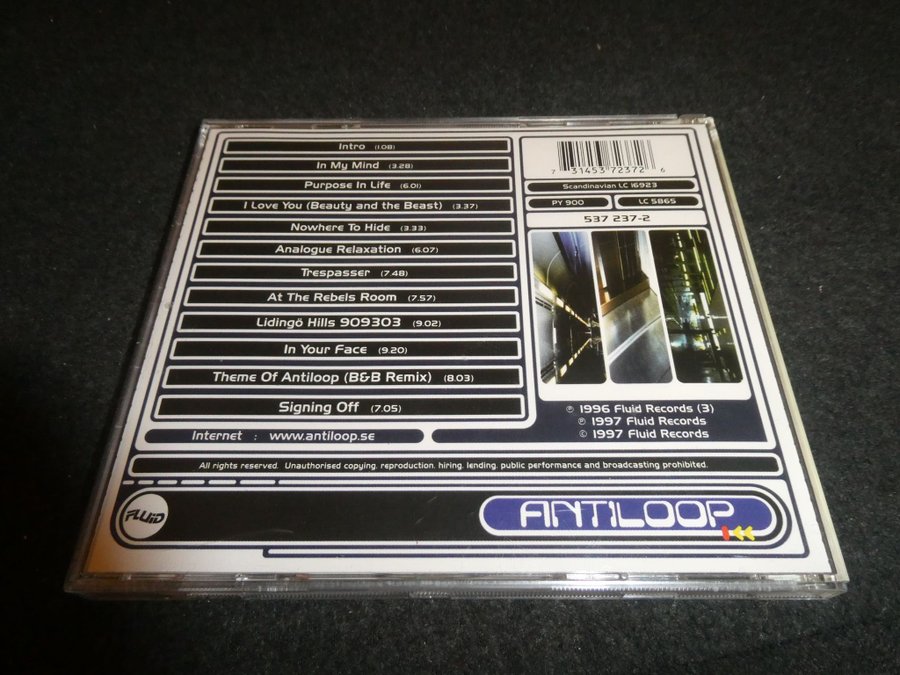 Intro (1.08)
In My Mind (3.28)
Purpose In Life (6.01)
I Love You (Beauty and the Beast) (3.37)
Nowhere To Hide (3.33)
Analogue Relaxation (6.07)
Trespasser (7.48)
At The Rebels Room (7.57)
Lidingö Hills 909303 (9.02)
In Your Face (9.20)
Theme Of Antiloop (B&B Remix) (8.03)
Signing Off (7.05)
Internet : www.antiloop.se
7 31453 72372 6
Scandinavian LC 16923
PY 900
LC 5865
537 237-2
℗ 1996 Fluid Records (3)
℗ 1997 Fluid Records
© 1997 Fluid Records
All rights reserved. Unauthorised copying, reproduction, hiring, lending, public performance and broadcasting prohibited.
FLUID
ANTILOOP